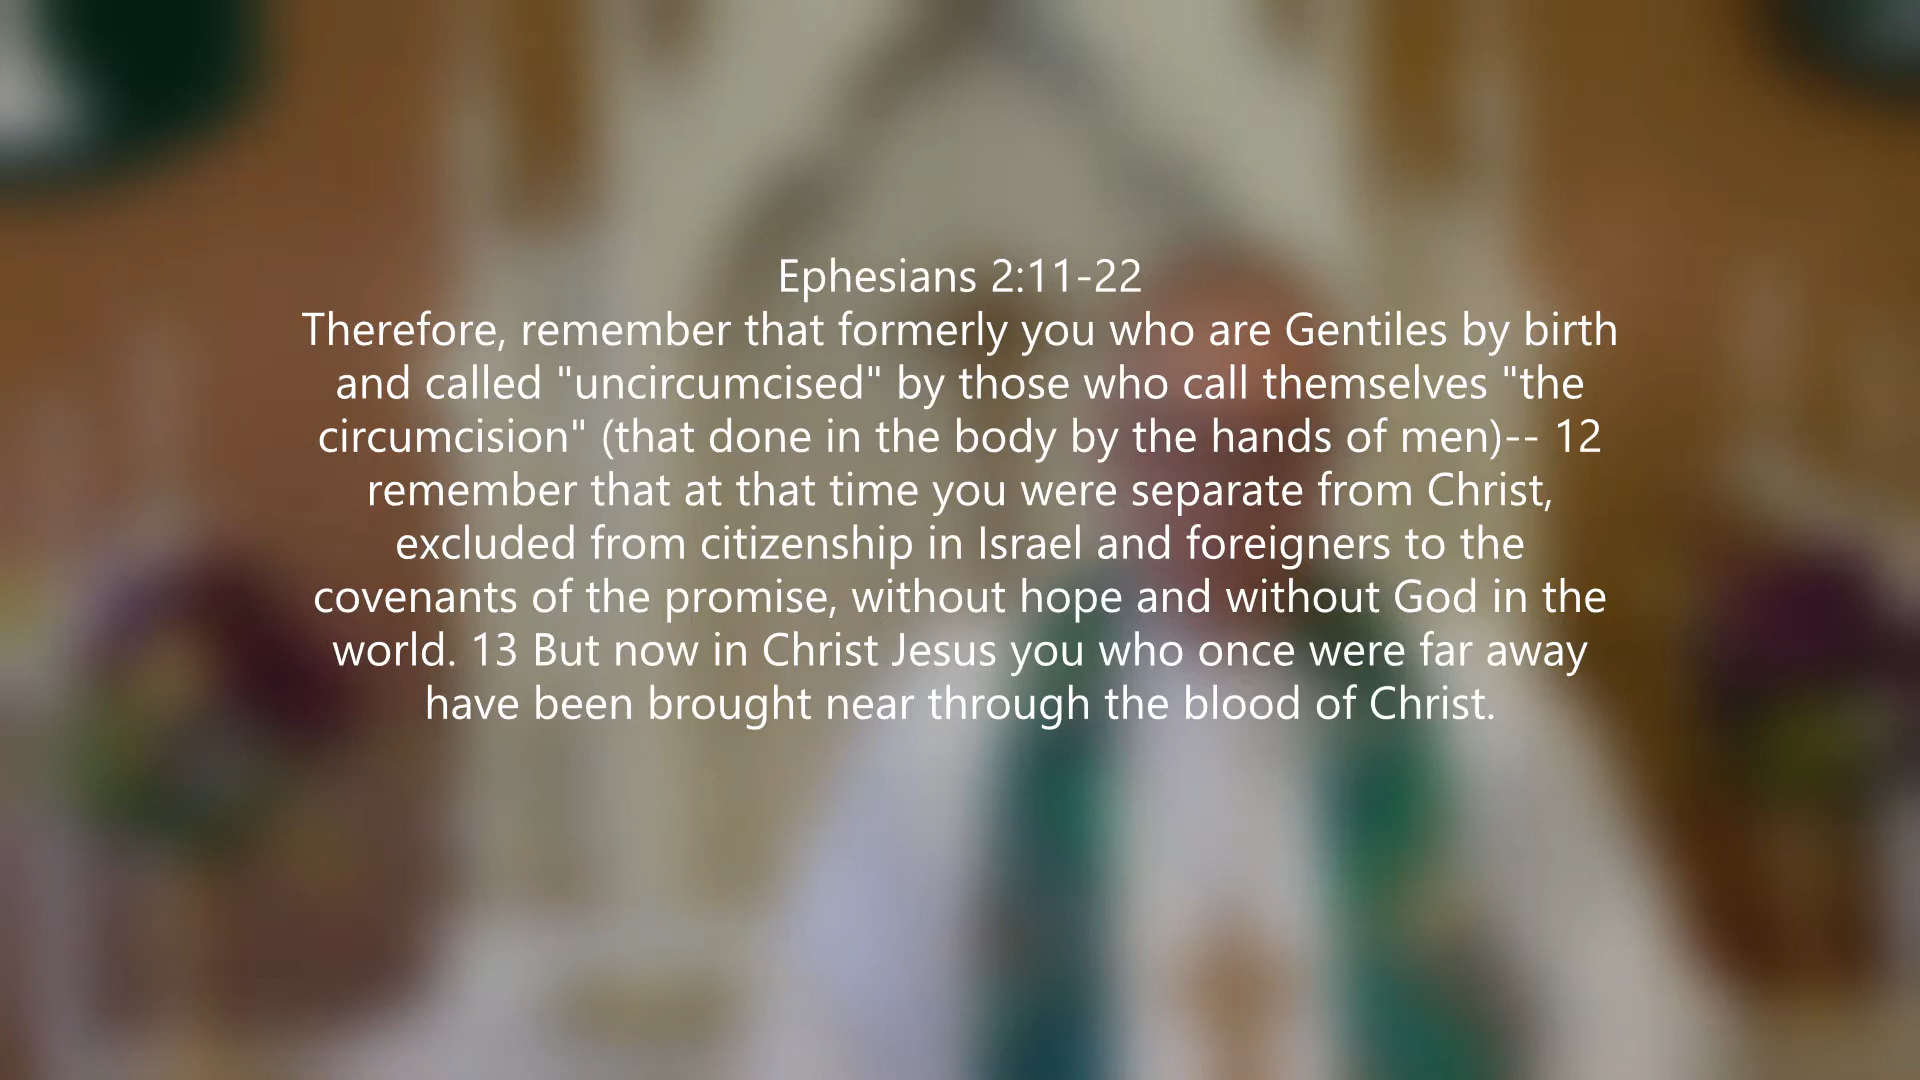 Ephesians 2:11-22
Therefore, remember that formerly you who are Gentiles by birth
and called "uncircumcised" by those who call themselves "the
circumcision" (that done in the body by the hands of men)-- 12
remember that at that time you were separate from Christ,
excluded from citizenship in Israel and foreigners to the
covenants of the promise, without hope and without God in the
world. 13 But now in Christ Jesus you who once were far away
have been brought near through the blood of Christ.